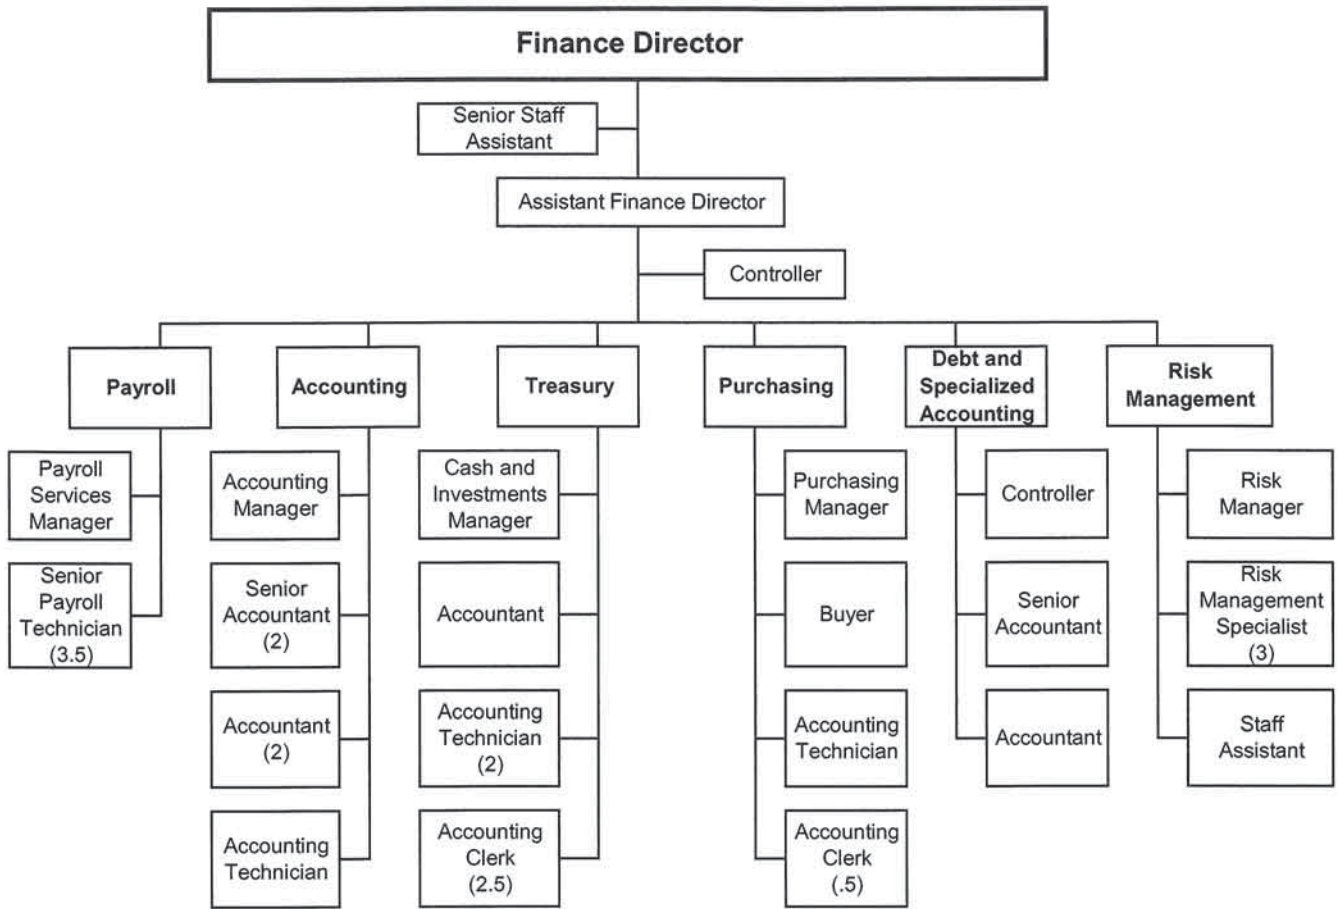 Finance Director
Senior Staff
Assistant
Assistant Finance Director
Controller
Payroll
Accounting
Treasury
Purchasing
Debt and
Specialized
Accounting
Risk
Management
Payroll
Services
Manager
Senior
Payroll
Technician
(3.5)
Accounting
Manager
Senior
Accountant
(2)
Accountant
(2)
Accounting
Technician
Cash and
Investments
Manager
Accountant
Accounting
Technician
(2)
Accounting
Clerk
(2.5)
Purchasing
Manager
Buyer
Accounting
Technician
Accounting
Clerk
(.5)
Controller
Senior
Accountant
Accountant
Risk
Manager
Risk
Management
Specialist
(3)
Staff
Assistant